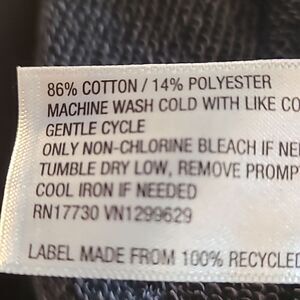 86% COTTON / 14% POLYESTER
MACHINE WASH COLD WITH LIKE CO
GENTLE CYCLE
ONLY NON-CHLORINE BLEACH IF NEE
TUMBLE DRY LOW, REMOVE PROMP
COOL IRON IF NEEDED
RN17730 VN1299629
LABEL MADE FROM 100% RECYCLED